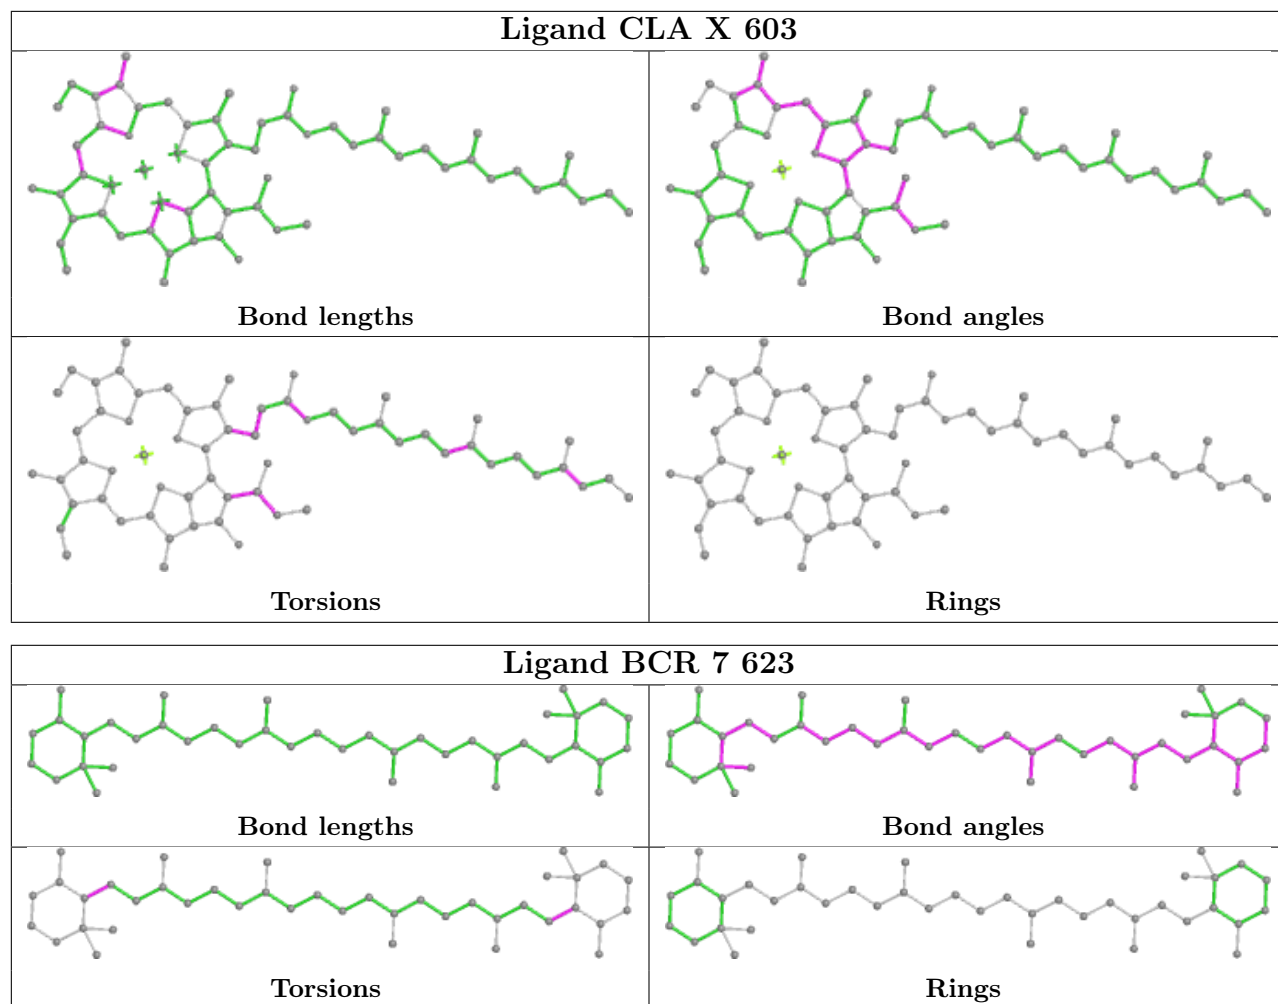 Ligand CLA X 603
Bond lengths
Bond angles
Torsions
Rings
Ligand BCR 7 623
Bond lengths
Bond angles
Torsions
Rings